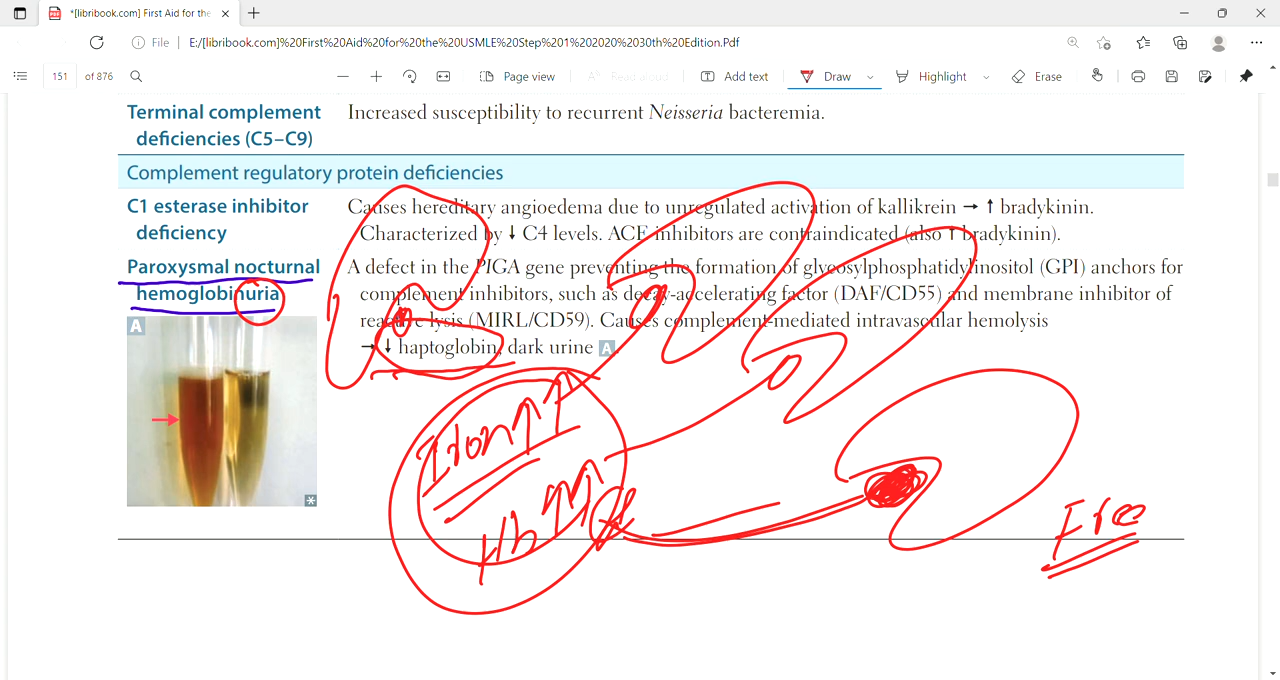 *[libribook.com] First Aid for the
File E:/[libribook.com]%20First%20Aid%20for%20the%20USMLE%20Step%201%202020%2030th%20Edition.Pdf
151 of 876 Page view Read aloud Add text Draw Highlight Erase
Terminal complement deficiencies (C5–C9)
Increased susceptibility to recurrent Neisseria bacteremia.
Complement regulatory protein deficiencies
C1 esterase inhibitor
deficiency
Causes hereditary angioedema due to unregulated activation of kallikrein → ↑ bradykinin.
Characterized by ↓ C4 levels. ACE inhibitors are contraindicated (also ↑ bradykinin).
Paroxysmal nocturnal
hemoglobinuria
A defect in the PIGA gene preventing the formation of glycosylphosphatidylinositol (GPI) anchors for
complement inhibitors, such as decay-accelerating factor (DAF/CD55) and membrane inhibitor of
reactive lysis (MIRL/CD59). Causes complement-mediated intravascular hemolysis
→ ↓ haptoglobin, dark urine A.
A
*
Iron ↑↑
Hb ↑↑↑
Free